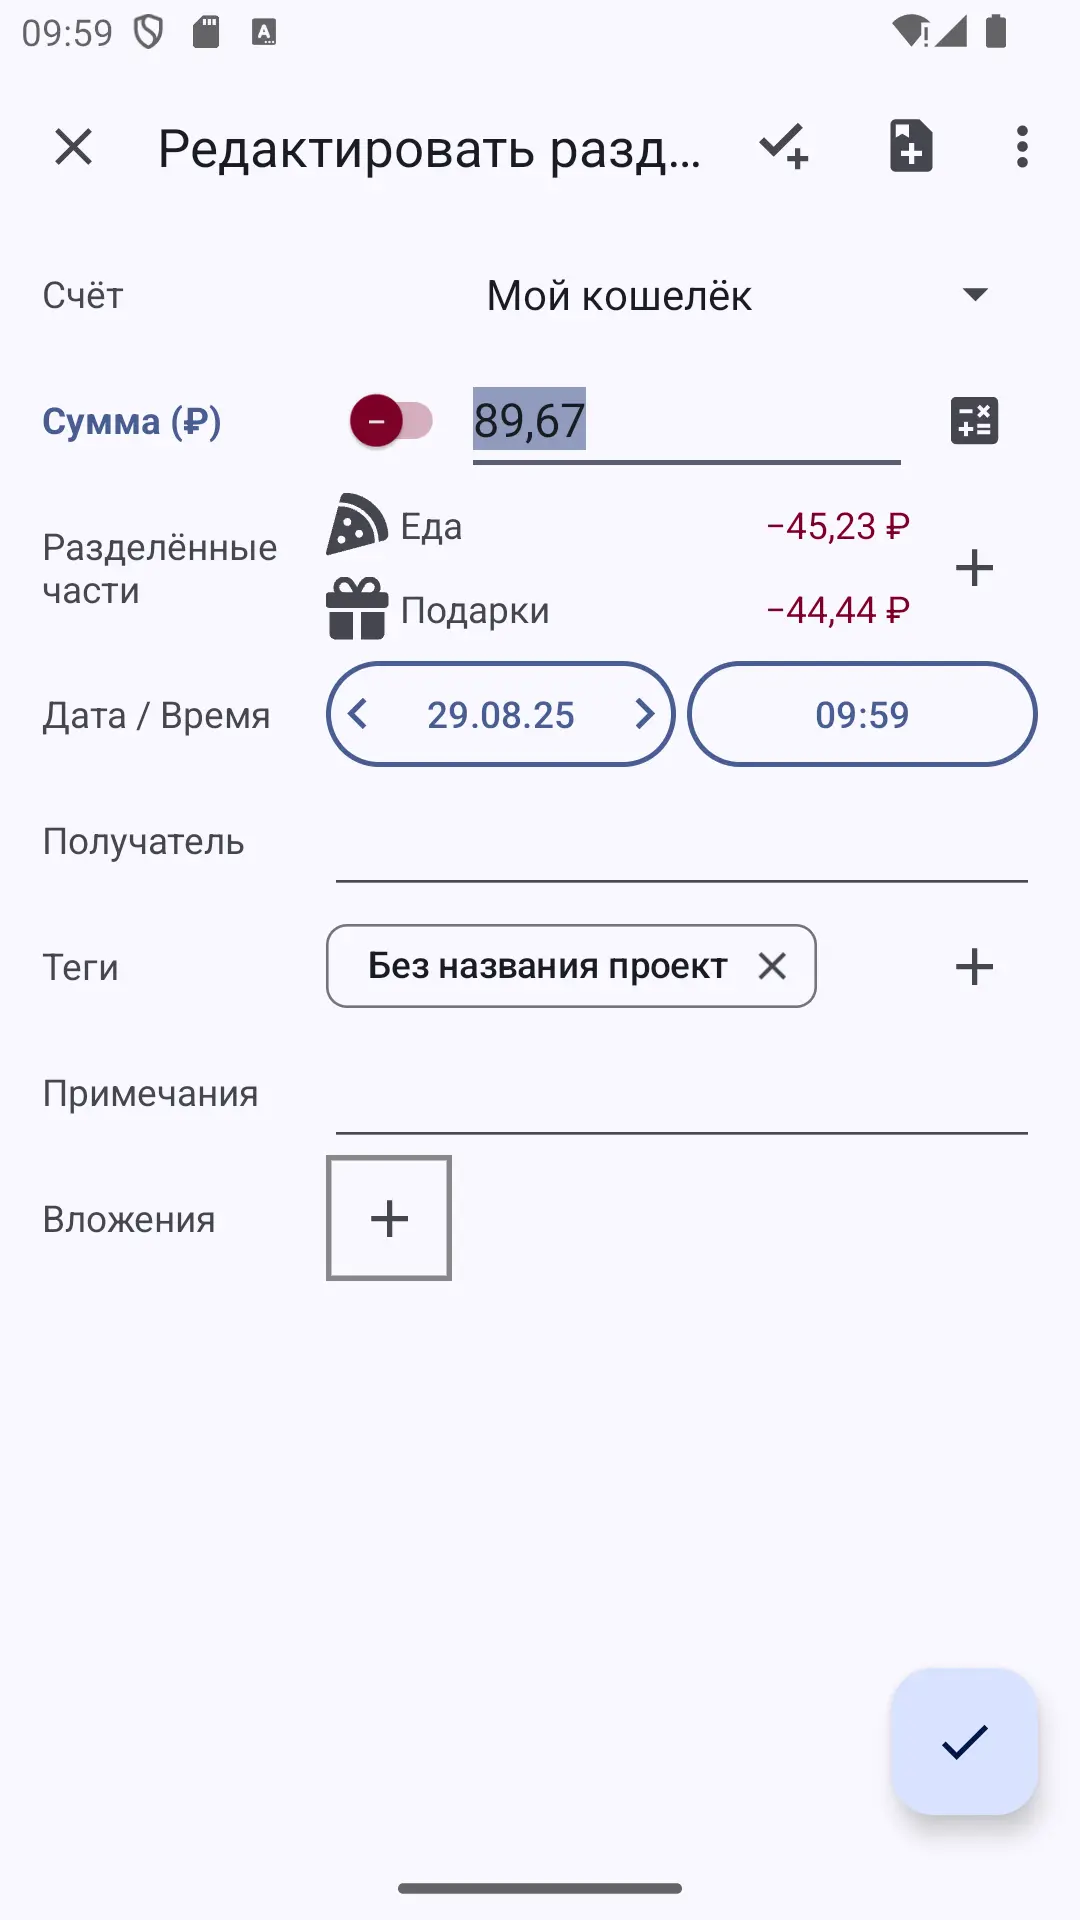 09:59
Редактировать разд...
Счёт
Мой кошелёк
Сумма (₽)
89,67
Разделённые части
Еда
−45,23 ₽
Подарки
−44,44 ₽
Дата / Время
29.08.25
09:59
Получатель
Теги
Без названия проект
Примечания
Вложения